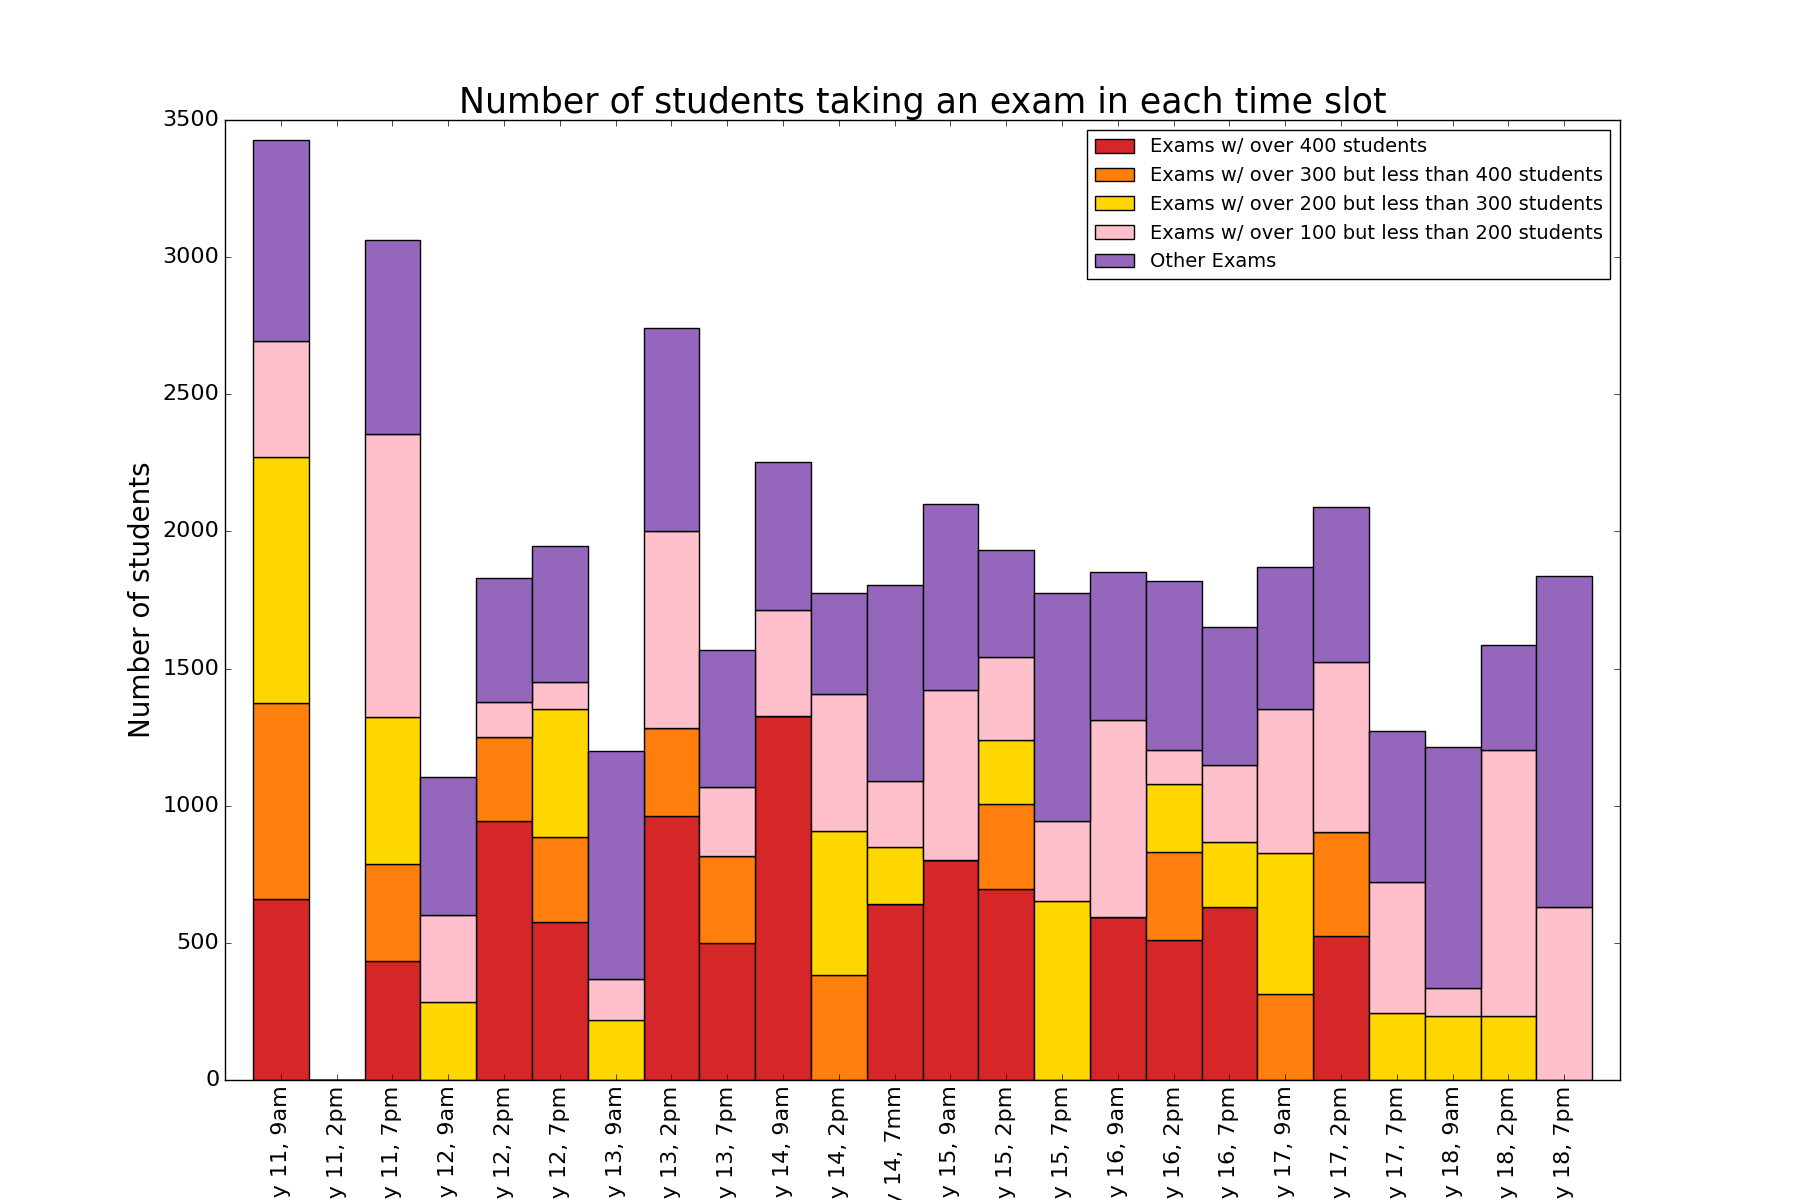 Number of students taking an exam in each time slot
Exams w/ over 400 students
Exams w/ over 300 but less than 400 students
Exams w/ over 200 but less than 300 students
Exams w/ over 100 but less than 200 students
Other Exams
Number of students
3500
3000
2500
2000
1500
1000
500
0
y 11, 9am
y 11, 2pm
y 11, 7pm
y 12, 9am
y 12, 2pm
y 12, 7pm
y 13, 9am
y 13, 2pm
y 13, 7pm
y 14, 9am
y 14, 2pm
y 14, 7mm
y 15, 9am
y 15, 2pm
y 15, 7pm
y 16, 9am
y 16, 2pm
y 16, 7pm
y 17, 9am
y 17, 2pm
y 17, 7pm
y 18, 9am
y 18, 2pm
y 18, 7pm